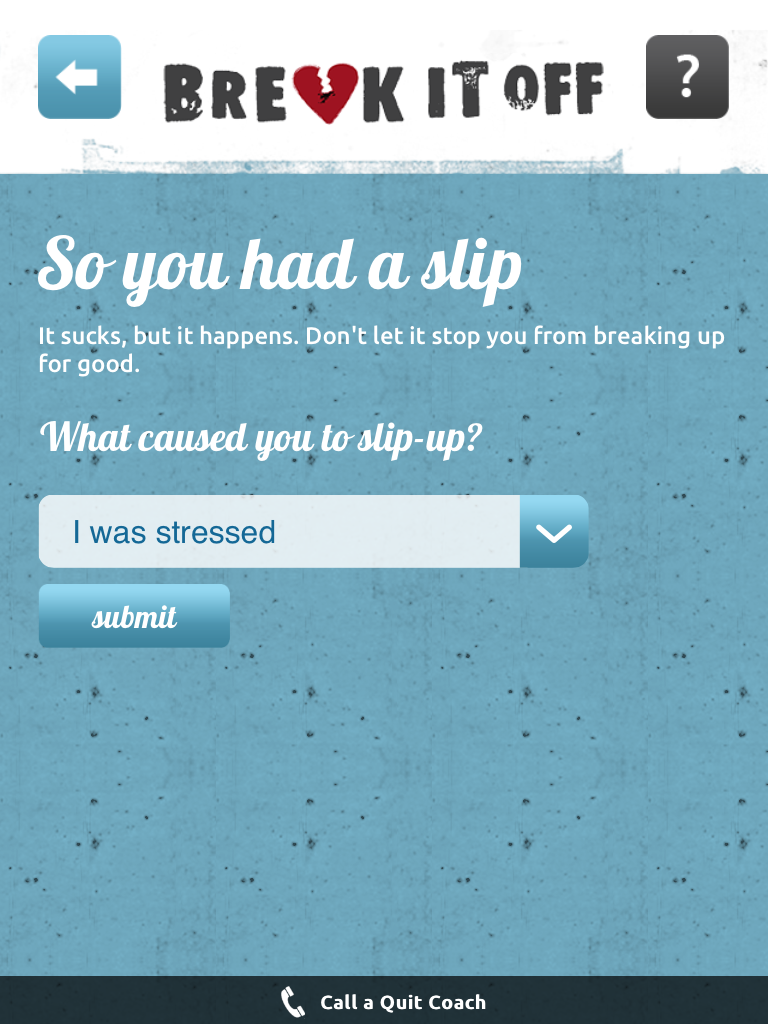 BREAK IT OFF
?
So you had a slip
It sucks, but it happens. Don't let it stop you from breaking up
for good.
What caused you to slip-up?
I was stressed
submit
Call a Quit Coach